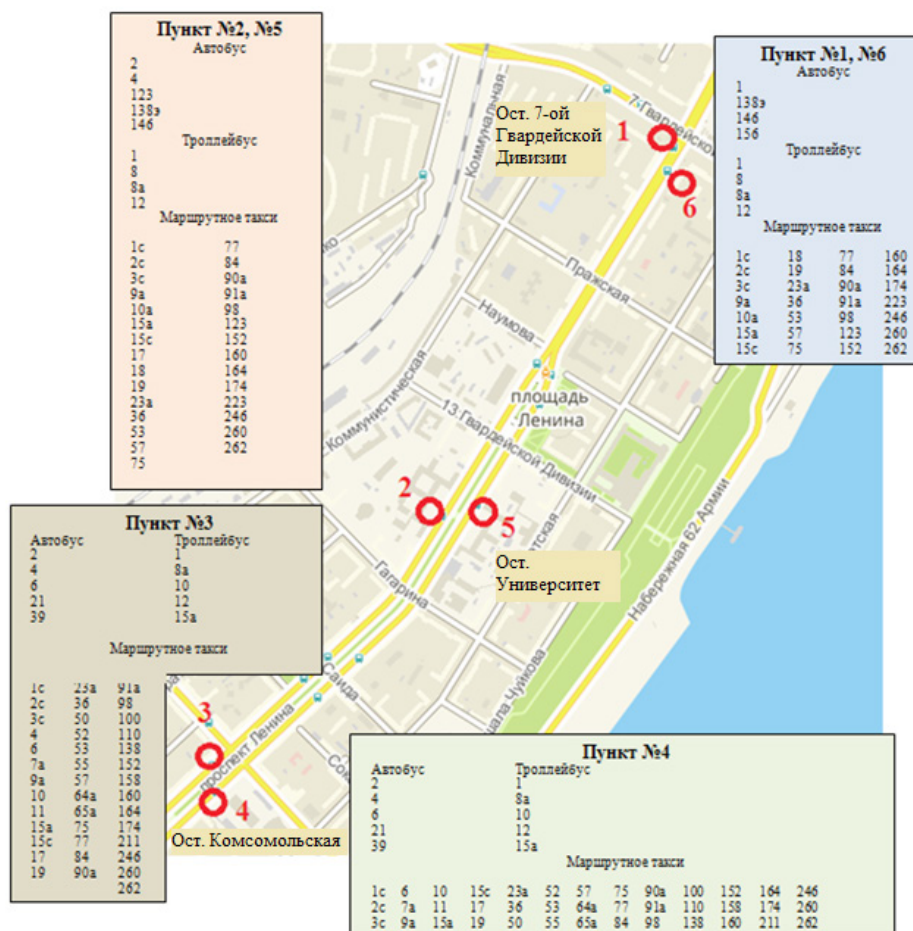 Пункт №2, №5
Автобус
2
4
123
138э
146
Троллейбус
1
8
8а
12
Маршрутное такси
1с 77
2с 84
3с 90а
9а 91а
10а 98
15а 123
15с 152
17 160
18 164
19 174
23а 223
36 246
53 260
57 262
75
Пункт №1, №6
Автобус
1
138э
146
156
Троллейбус
1
8
8а
12
Маршрутное такси
1с 18 77 160
2с 19 84 164
3с 23а 90а 174
9а 36 91а 223
10а 53 98 246
15а 57 123 260
15с 75 152 262
Ост. 7-ой
Гвардейской
Дивизии
1
6
Коммунальная
7-Гвардейской
Пражская
Наумова
Коммунистическая
площадь
Ленина
13 Гвардейской Дивизии
2
5
Ост.
Университет
Набережная 62 Армии
Гагарина
Чуйкова
Саида
проспект Ленина
3
4
Ост. Комсомольская
Пункт №3
Автобус Троллейбус
2 1
4 8а
6 10
21 12
39 15а
Маршрутное такси
1с 23а 91а
2с 36 98
3с 50 100
4 52 110
6 53 138
7а 55 152
9а 57 158
10 64а 160
11 65а 164
15а 75 174
15с 77 211
17 84 246
19 90а 260
262
Пункт №4
Автобус Троллейбус
2 1
4 8а
6 10
21 12
39 15а
Маршрутное такси
1с 6 10 15с 23а 52 57 75 90а 100 152 164 246
2с 7а 11 17 36 53 64а 77 91а 110 158 174 260
3с 9а 15а 19 50 55 65а 84 98 138 160 211 262